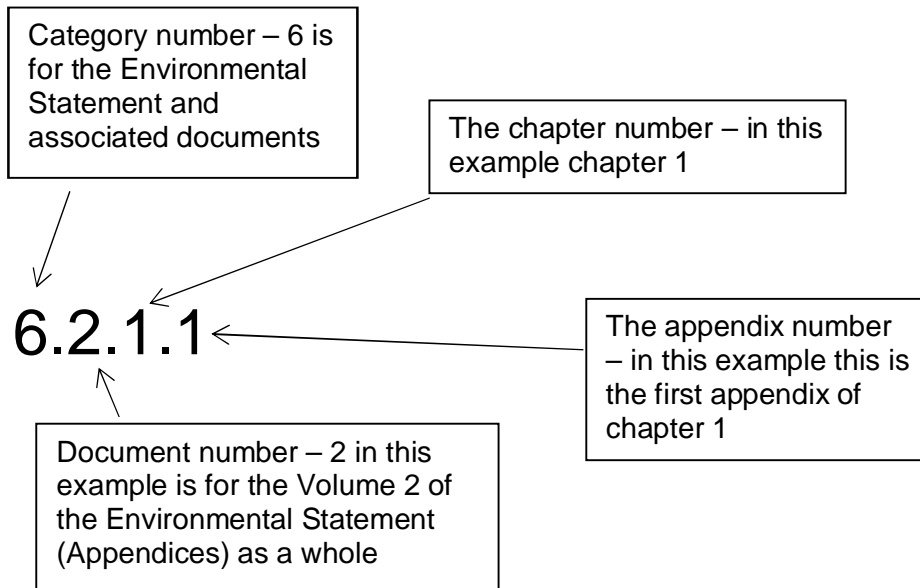 Category number – 6 is
for the Environmental
Statement and
associated documents
The chapter number – in this
example chapter 1
6.2.1.1
The appendix number
– in this example this is
the first appendix of
chapter 1
Document number – 2 in this
example is for the Volume 2 of
the Environmental Statement
(Appendices) as a whole